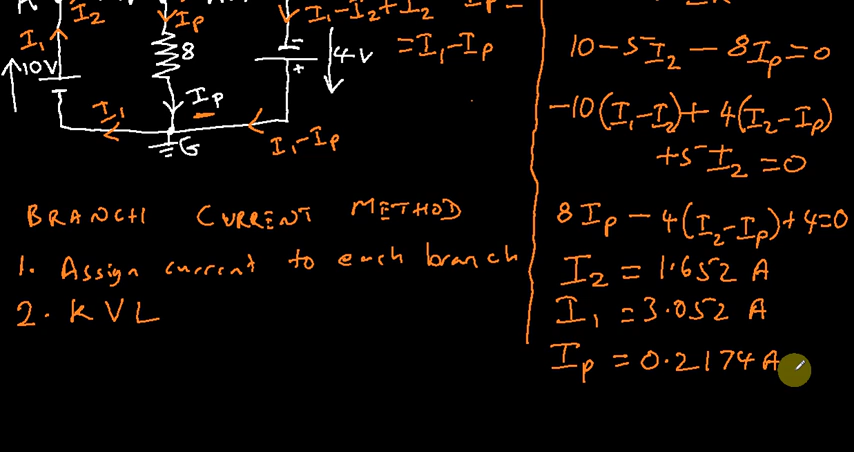 I₂ Ip I₁-I₂+I₂
I₁ 8 4V =I₁-Ip
10V
Ip
I₁
G I₁-Ip
BRANCH CURRENT METHOD
1. Assign current to each branch
2. KVL
10-5I₂-8Ip=0
-10(I₁-I₂)+4(I₂-Ip)
+5I₂=0
8Ip-4(I₂-Ip)+4=0
I₂=1.652 A
I₁=3.052 A
Ip=0.2174A